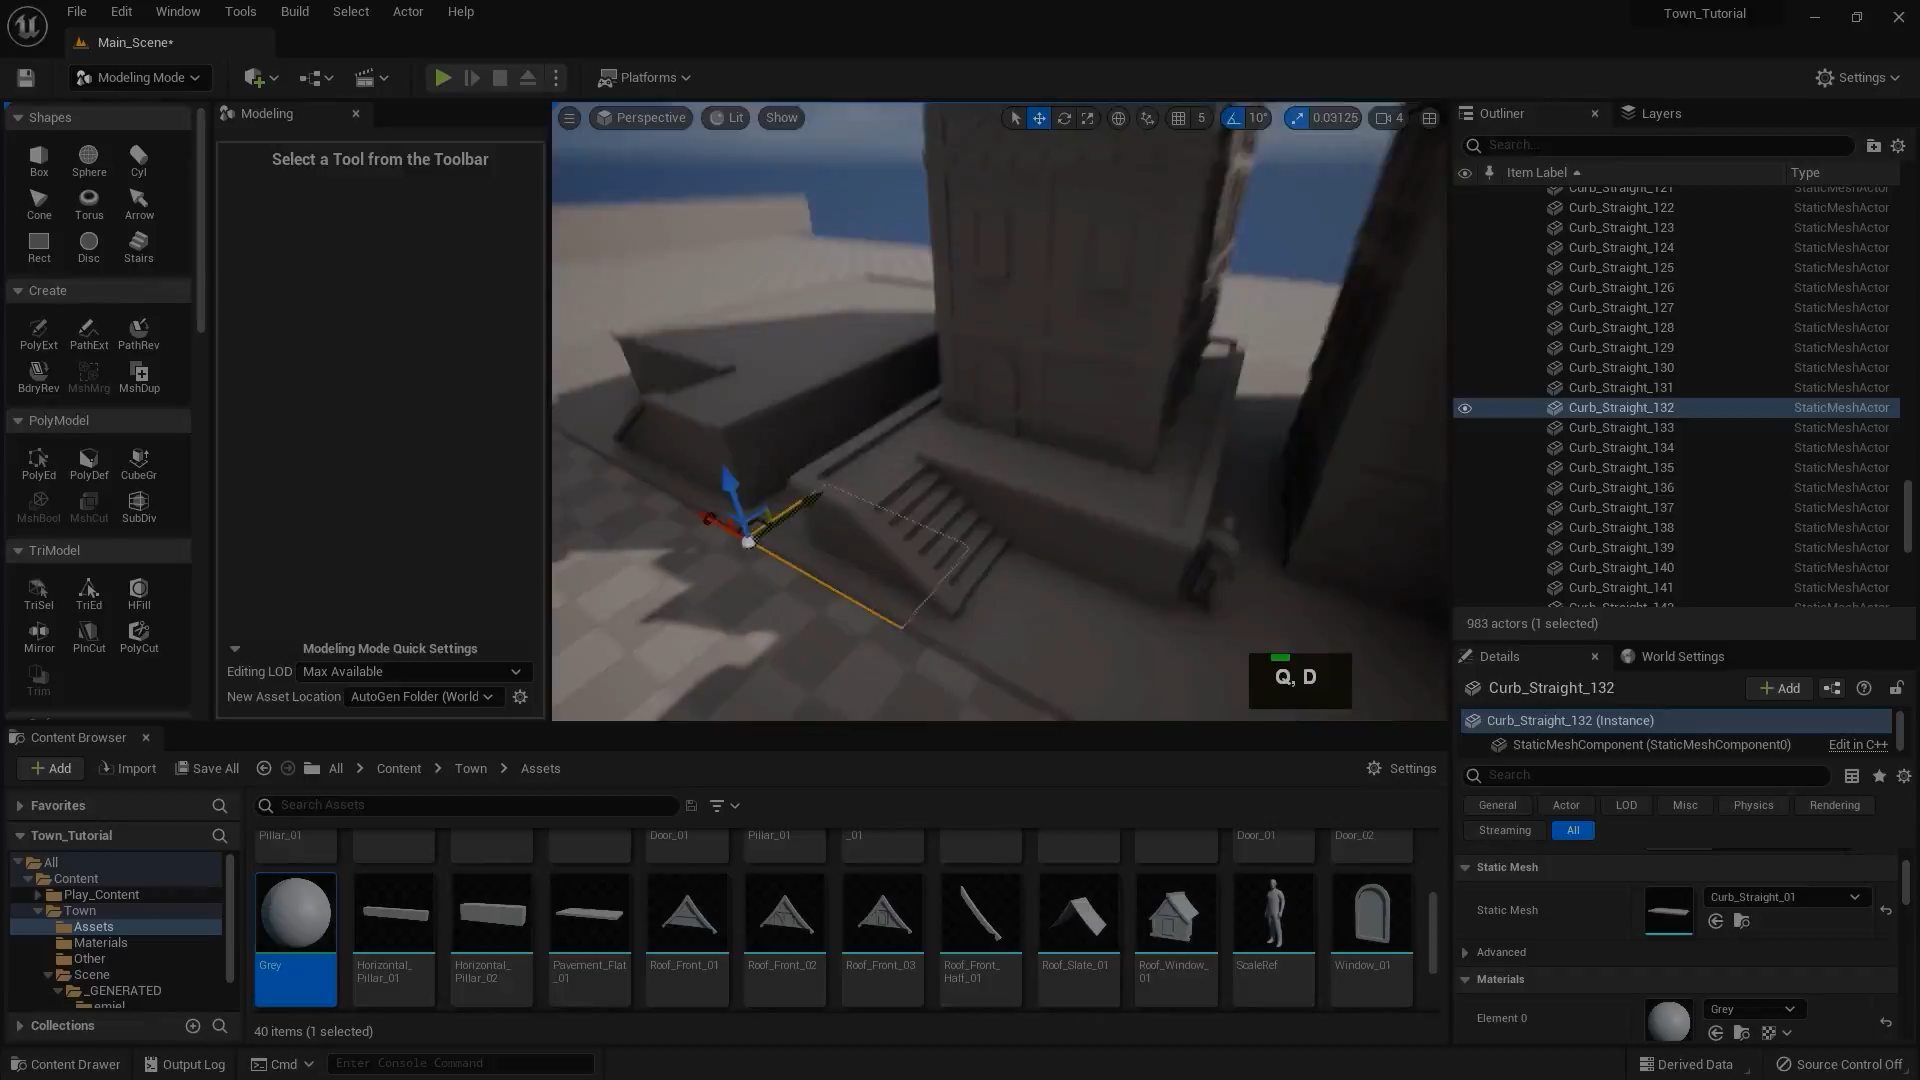 File Edit Window Tools Build Select Actor Help
Town_Tutorial
Main_Scene*
Modeling Mode
Platforms
Settings
Shapes
Box Sphere Cyl
Cone Torus Arrow
Rect Disc Stairs
Create
PolyExt PathExt PathRev
BdryRev MshMrg MshDup
PolyModel
PolyEd PolyDef CubeGr
MshBool MshCut SubDiv
TriModel
TriSel TriEd HFill
Mirror PlnCut PolyCut
Trim
Modeling
Select a Tool from the Toolbar
Modeling Mode Quick Settings
Editing LOD Max Available
New Asset Location AutoGen Folder (World
Perspective Lit Show
5 10° 0.03125 4
Q, D
Outliner Layers
Search...
Item Label Type
Curb_Straight_121 StaticMeshActor
Curb_Straight_122 StaticMeshActor
Curb_Straight_123 StaticMeshActor
Curb_Straight_124 StaticMeshActor
Curb_Straight_125 StaticMeshActor
Curb_Straight_126 StaticMeshActor
Curb_Straight_127 StaticMeshActor
Curb_Straight_128 StaticMeshActor
Curb_Straight_129 StaticMeshActor
Curb_Straight_130 StaticMeshActor
Curb_Straight_131 StaticMeshActor
Curb_Straight_132 StaticMeshActor
Curb_Straight_133 StaticMeshActor
Curb_Straight_134 StaticMeshActor
Curb_Straight_135 StaticMeshActor
Curb_Straight_136 StaticMeshActor
Curb_Straight_137 StaticMeshActor
Curb_Straight_138 StaticMeshActor
Curb_Straight_139 StaticMeshActor
Curb_Straight_140 StaticMeshActor
Curb_Straight_141 StaticMeshActor
983 actors (1 selected)
Details World Settings
Curb_Straight_132 Add
Curb_Straight_132 (Instance)
StaticMeshComponent (StaticMeshComponent0) Edit in C++
Search
General Actor LOD Misc Physics Rendering
Streaming All
Static Mesh
Static Mesh Curb_Straight_01
Advanced
Materials
Element 0 Grey
Content Browser
Add Import Save All All Content Town Assets Settings
Favorites
Town_Tutorial
All
Content
Play_Content
Town
Assets
Materials
Other
Scene
_GENERATED
emiel
Collections
Search Assets
Pillar_01 Door_01 Pillar_01 _01 Door_01 Door_02
Grey Horizontal_ Horizontal_ Pavement_Flat Roof_Front_01 Roof_Front_02 Roof_Front_03 Roof_Front_ Roof_Slate_01 Roof_Window_ ScaleRef Window_01
Pillar_01 Pillar_02 _01 Half_01 01
40 items (1 selected)
Content Drawer Output Log Cmd Enter Console Command Derived Data Source Control Off